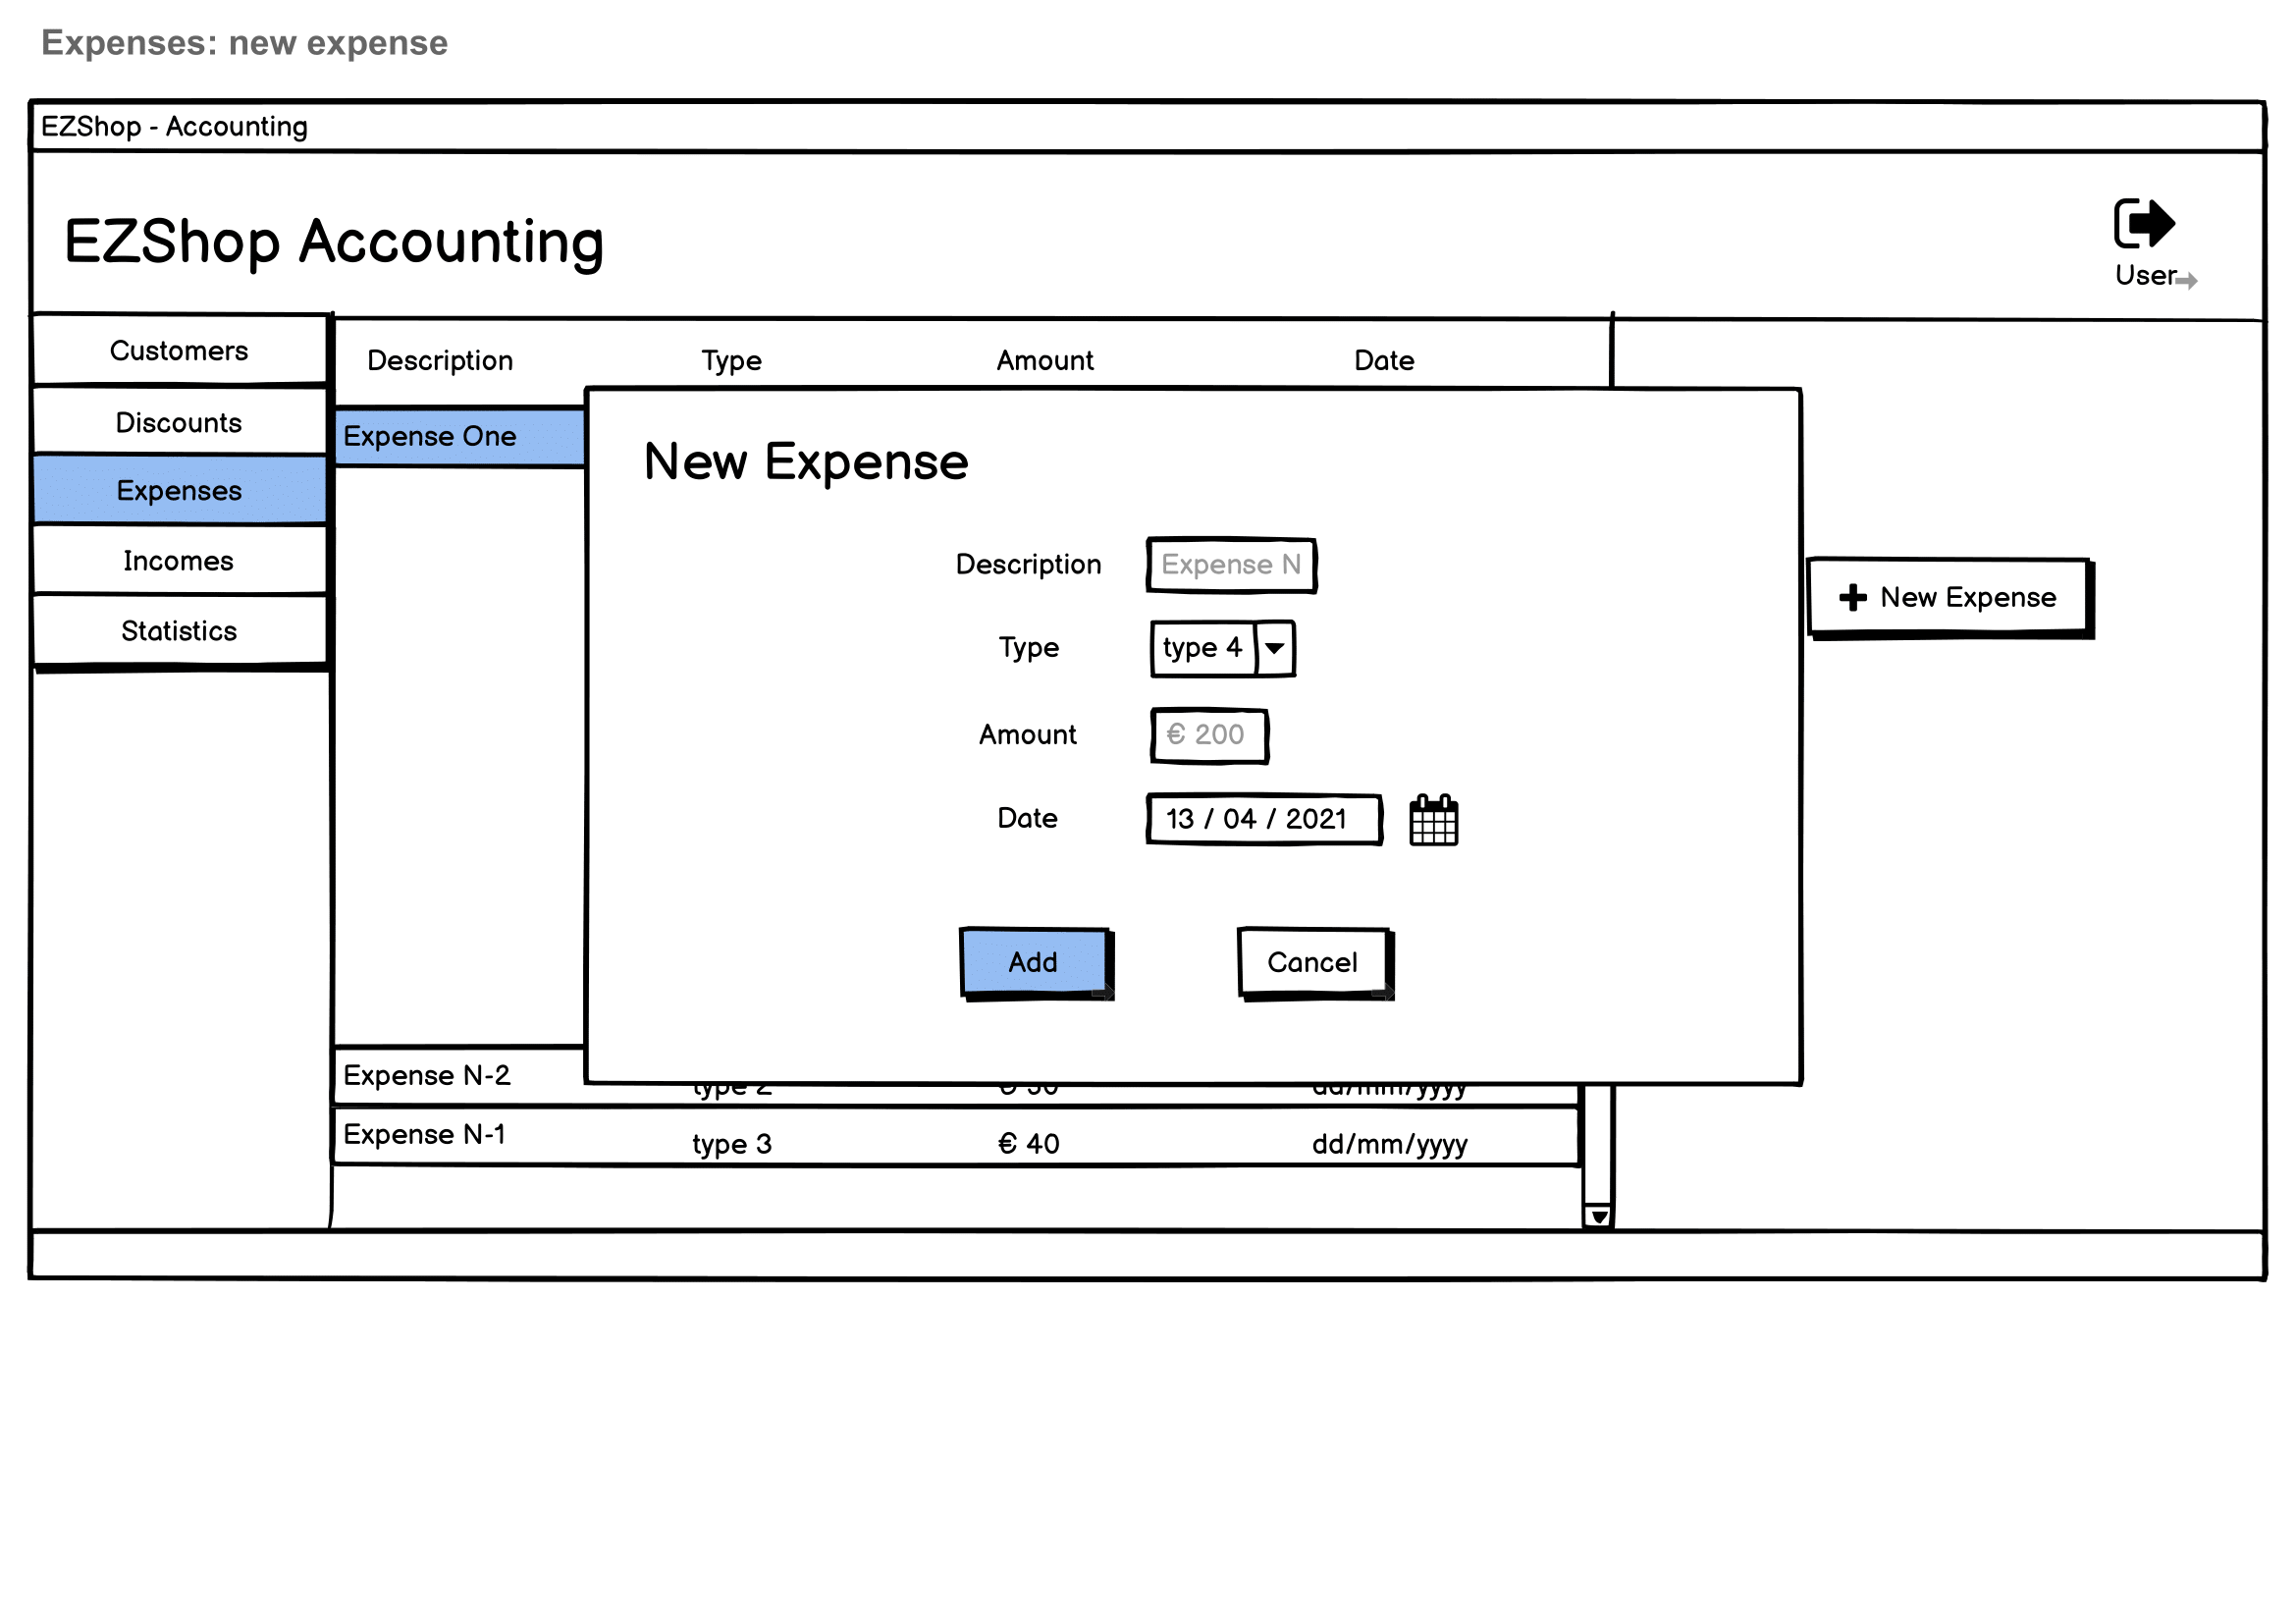 Expenses: new expense
EZShop - Accounting
EZShop Accounting
User
Customers
Discounts
Expenses
Incomes
Statistics
Description Type Amount Date
Expense One
New Expense
Description Expense N
Type type 4
Amount € 200
Date 13 / 04 / 2021
Add Cancel
New Expense
Expense N-2 type 2 dd/mm/yyyy
Expense N-1 type 3 € 40 dd/mm/yyyy